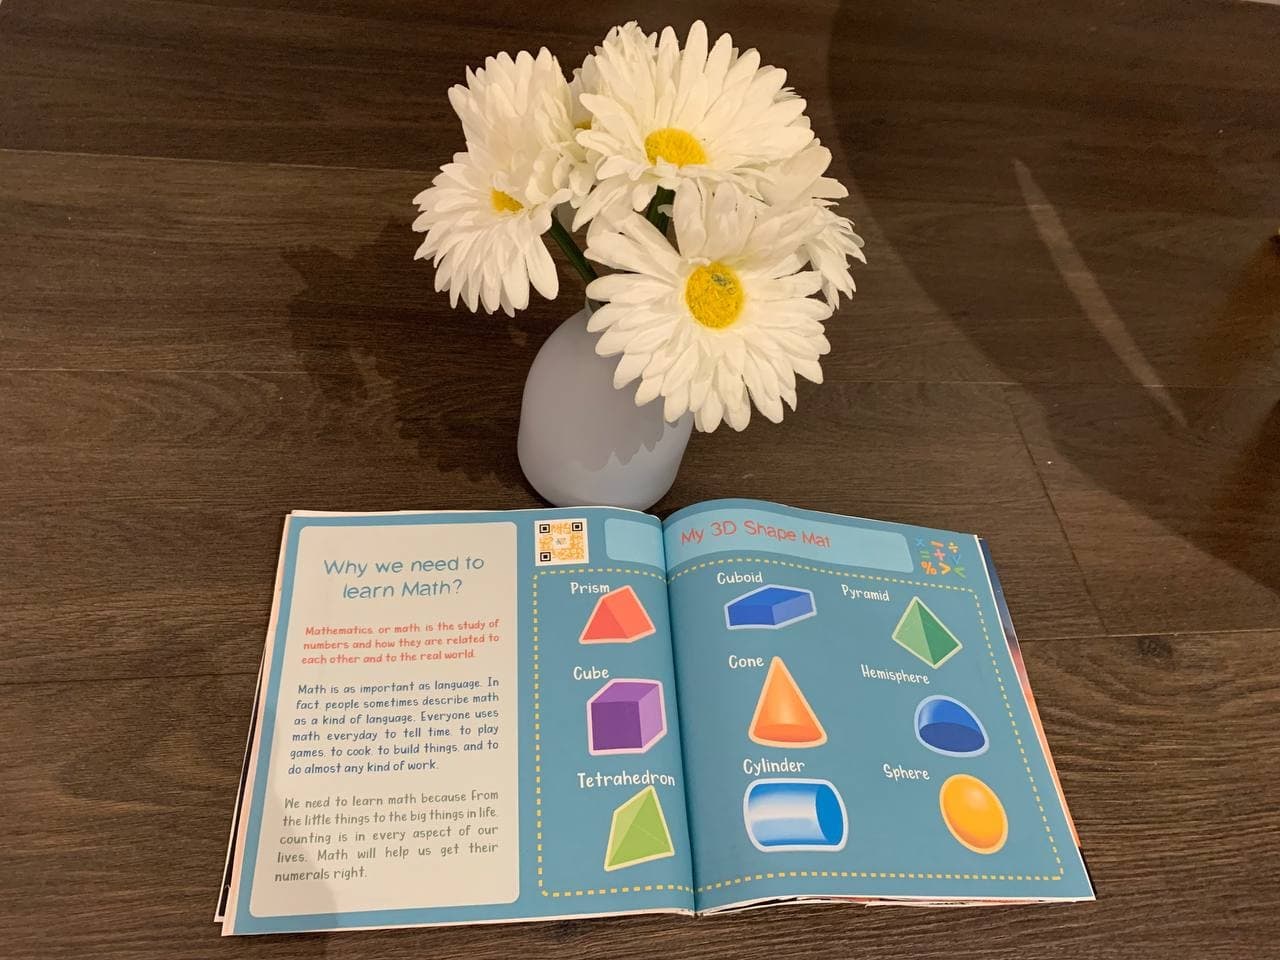 Why we need to
learn Math?
Mathematics, or math is the study of
numbers and how they are related to
each other and to the real world.
Math is as important as language. In
fact, people sometimes describe math
as a kind of language. Everyone uses
math everyday to tell time, to play
games, to cook, to build things, and to
do almost any kind of work.
We need to learn math because from
the little things to the big things in life,
counting is in every aspect of our
lives. Math will help us get their
numerals right.
My 3D Shape Mat
Prism
Cuboid
Pyramid
Cube
Cone
Hemisphere
Tetrahedron
Cylinder
Sphere